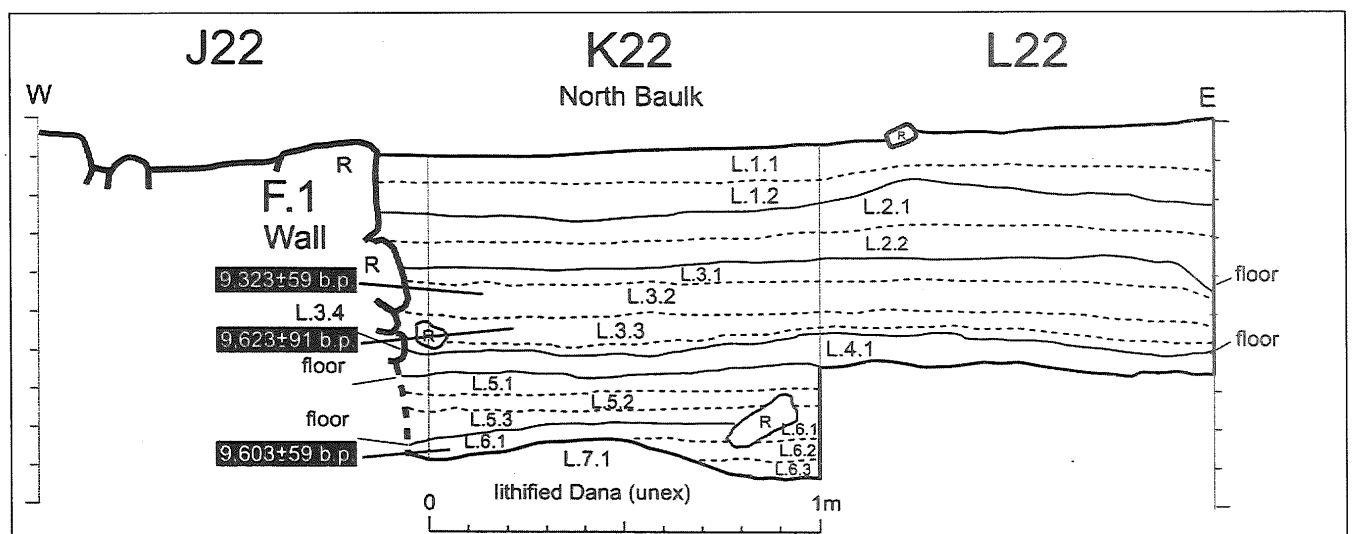 J22 K22 L22
W North Baulk E
R
R L.1.1
F.1 L.1.2 L.2.1
Wall L.2.2
R L.3.1 floor
9.323±59 b.p L.3.2
L.3.4
R L.3.3
9.623±91 b.p floor
floor L.4.1
L.5.1
L.5.2
floor L.5.3 R L.6.1
L.6.1 L.6.2
9.603±59 b.p L.7.1 L.6.3
lithified Dana (unex)
0 1m